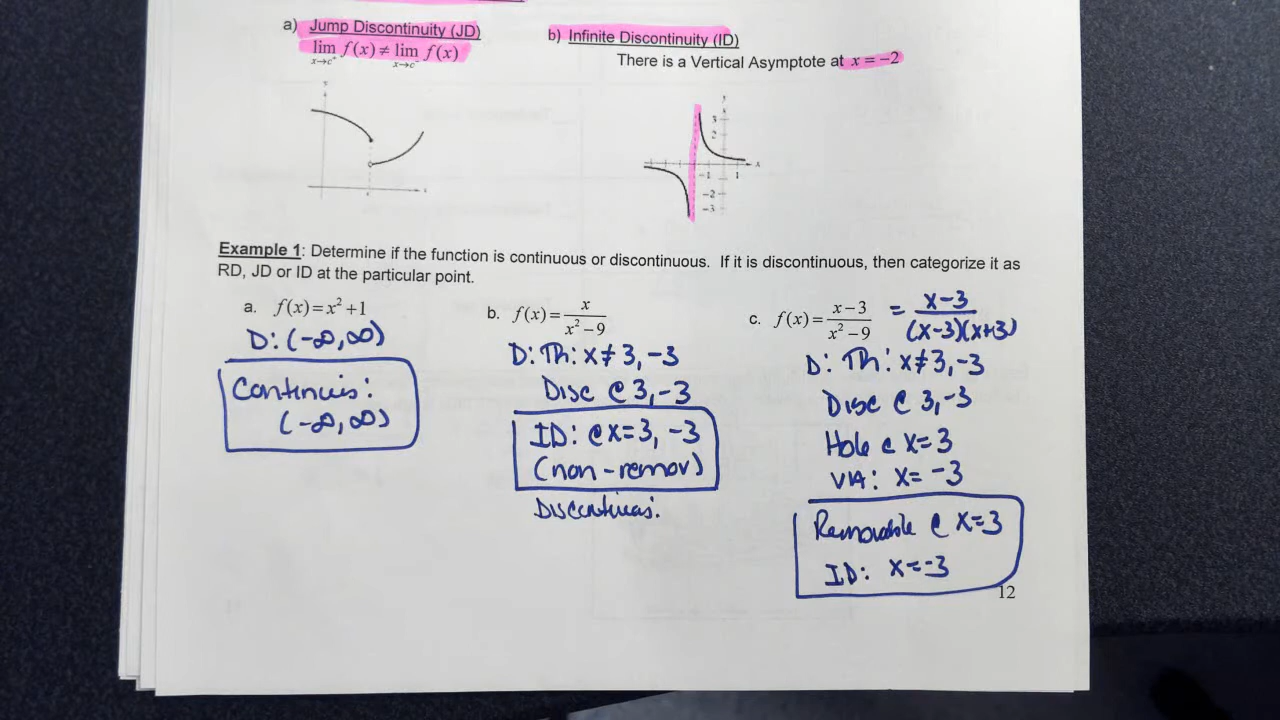 a) Jump Discontinuity (JD)
lim f(x) ≠ lim f(x)
x→c⁺ x→c⁻
b) Infinite Discontinuity (ID)
There is a Vertical Asymptote at x = −2
y
3
2
x
−1 1
−2
−3
c
Example 1: Determine if the function is continuous or discontinuous. If it is discontinuous, then categorize it as
RD, JD or ID at the particular point.
a. f(x)=x²+1
D: (-∞,∞)
Continuis:
(-∞,∞)
b. f(x)=x/(x²−9)
D: Th: x≠3,-3
Disc @ 3,-3
ID: @ x=3, -3
(non-remov)
c. f(x)=(x−3)/(x²−9) = (x-3)/((x-3)(x+3))
D: Th: x≠3,-3
Disc @ 3,-3
Hole @ x=3
V.A: x= -3
Removable @ x=3
ID: x=-3
12